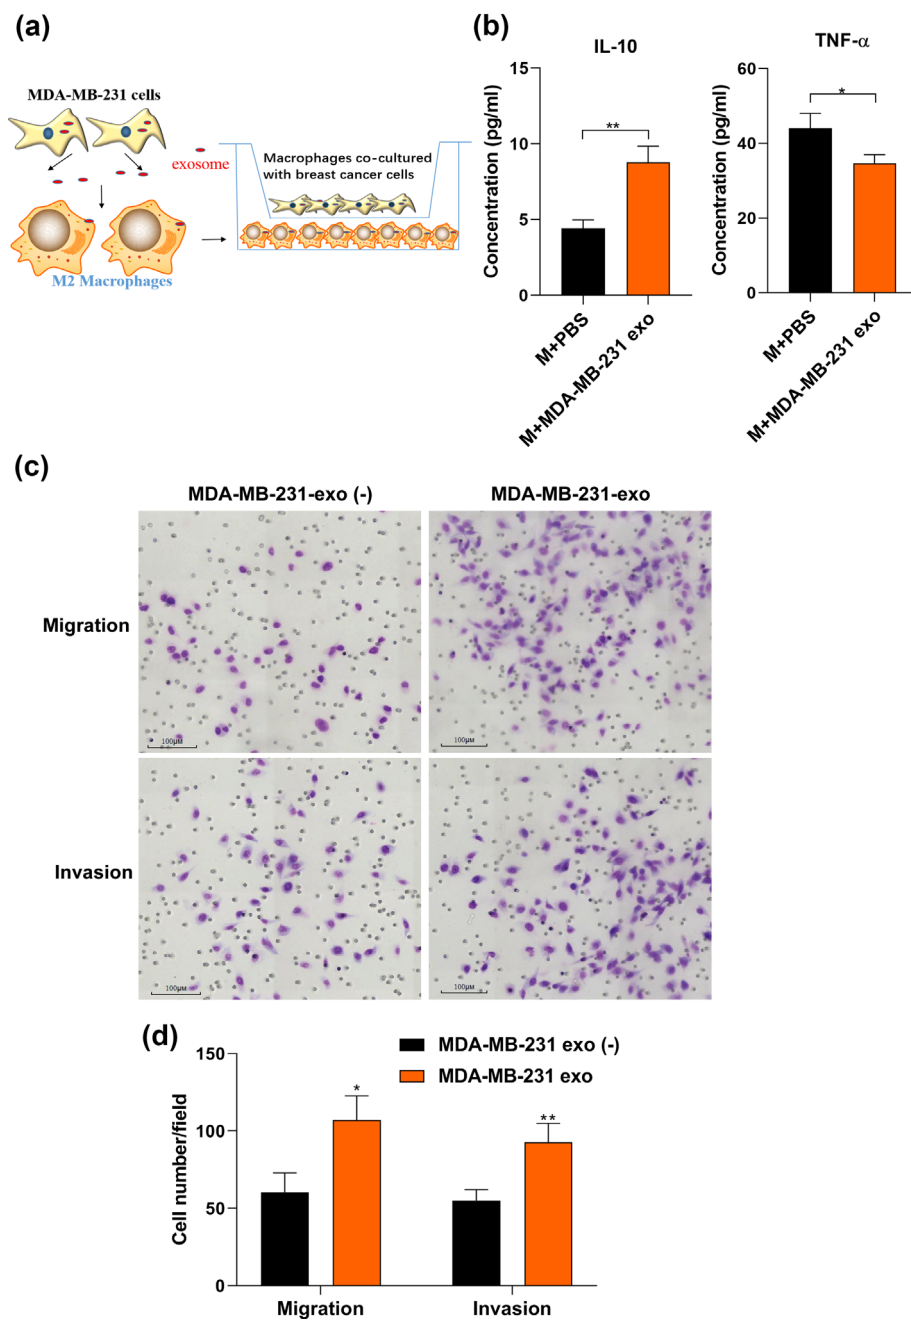 (a)
MDA-MB-231 cells
exosome
Macrophages co-cultured
with breast cancer cells
M2 Macrophages
(b)
IL-10
Concentration (pg/ml)
15
10
5
0
**
M+PBS
M+MDA-MB-231 exo
TNF-α
Concentration (pg/ml)
60
40
20
0
*
M+PBS
M+MDA-MB-231 exo
(c)
MDA-MB-231-exo (-)
MDA-MB-231-exo
Migration
100μM
100μM
Invasion
100μM
100μM
(d)
MDA-MB-231 exo (-)
MDA-MB-231 exo
Cell number/field
150
100
50
0
*
**
Migration
Invasion